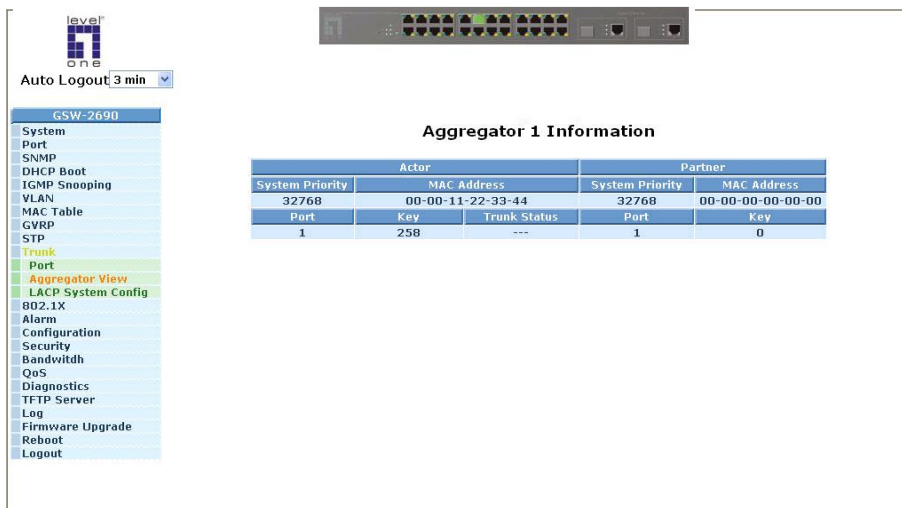 level
one
Auto Logout 3 min
GSW-2690
System
Port
SNMP
DHCP Boot
IGMP Snooping
VLAN
MAC Table
GVRP
STP
Trunk
Port
Aggregator View
LACP System Config
802.1X
Alarm
Configuration
Security
Bandwitdh
QoS
Diagnostics
TFTP Server
Log
Firmware Upgrade
Reboot
Logout
Aggregator 1 Information
Actor Partner
System Priority MAC Address System Priority MAC Address
32768 00-00-11-22-33-44 32768 00-00-00-00-00-00
Port Key Trunk Status Port Key
1 258 --- 1 0